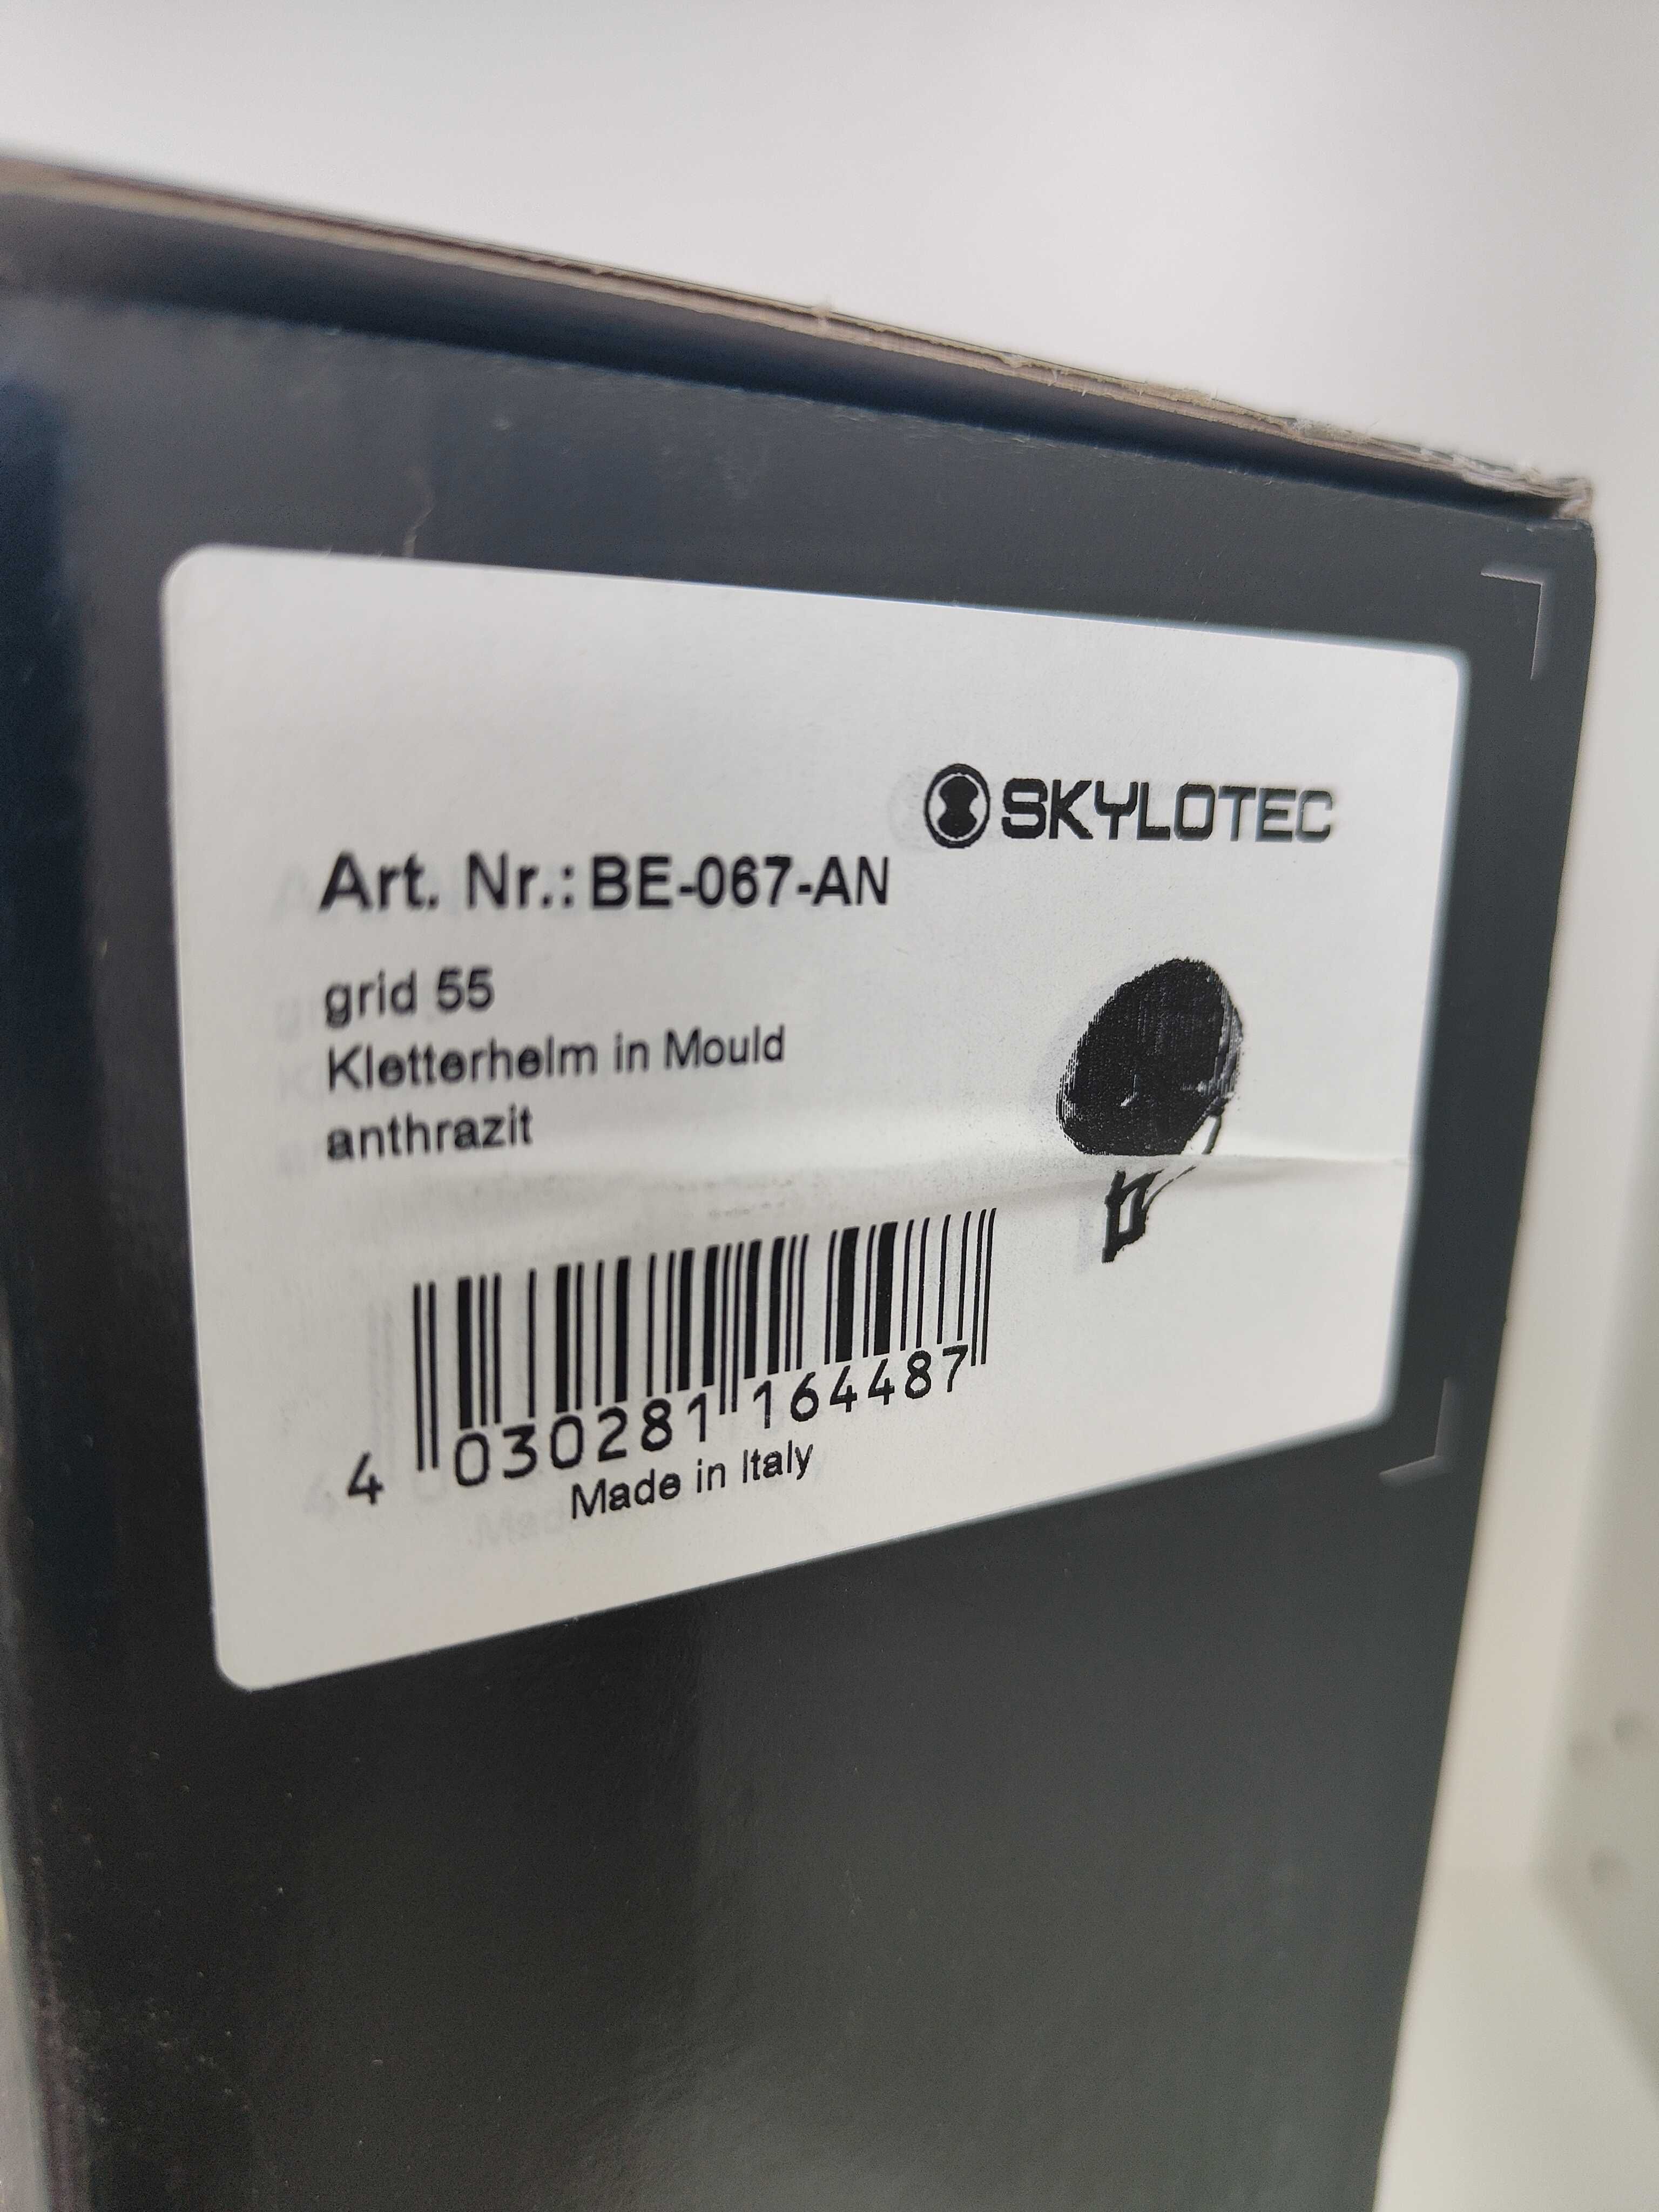 SKYLOTEC
Art. Nr.: BE-067-AN
grid 55
Kletterhelm in Mould
anthrazit
4 030281 164487
Made in Italy